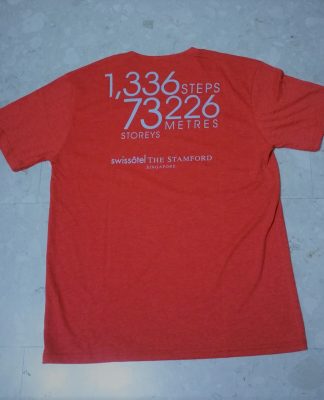 1,336 STEPS
73 226
STOREYS METRES
swissôtel THE STAMFORD
SINGAPORE